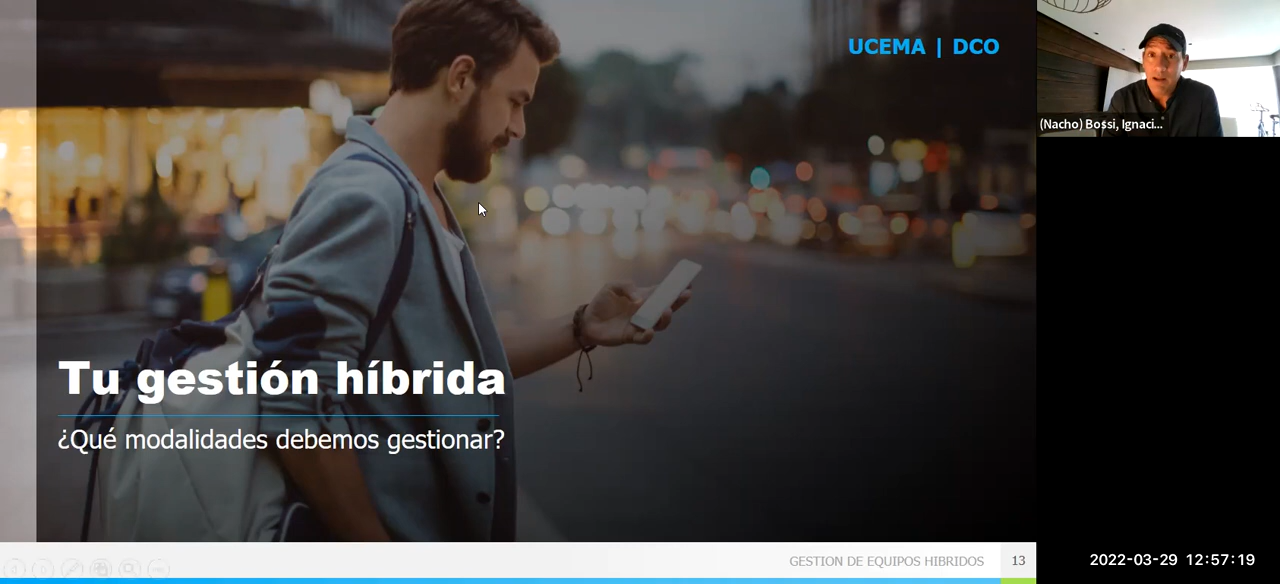 UCEMA | DCO
(Nacho) Bossi, Ignaci...
Tu gestión híbrida
¿Qué modalidades debemos gestionar?
GESTION DE EQUIPOS HIBRIDOS
13
2022-03-29 12:57:19